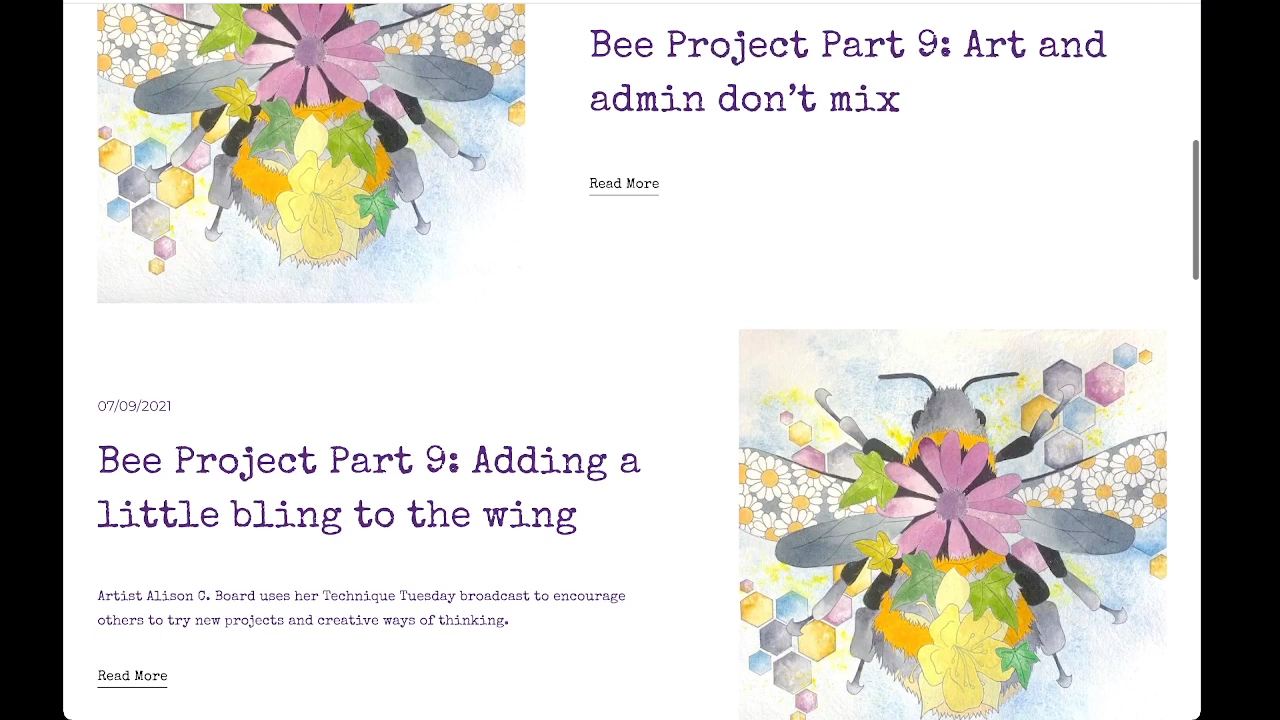 Bee Project Part 9: Art and
admin don’t mix
Read More
07/09/2021
Bee Project Part 9: Adding a
little bling to the wing
Artist Alison C. Board uses her Technique Tuesday broadcast to encourage
others to try new projects and creative ways of thinking.
Read More